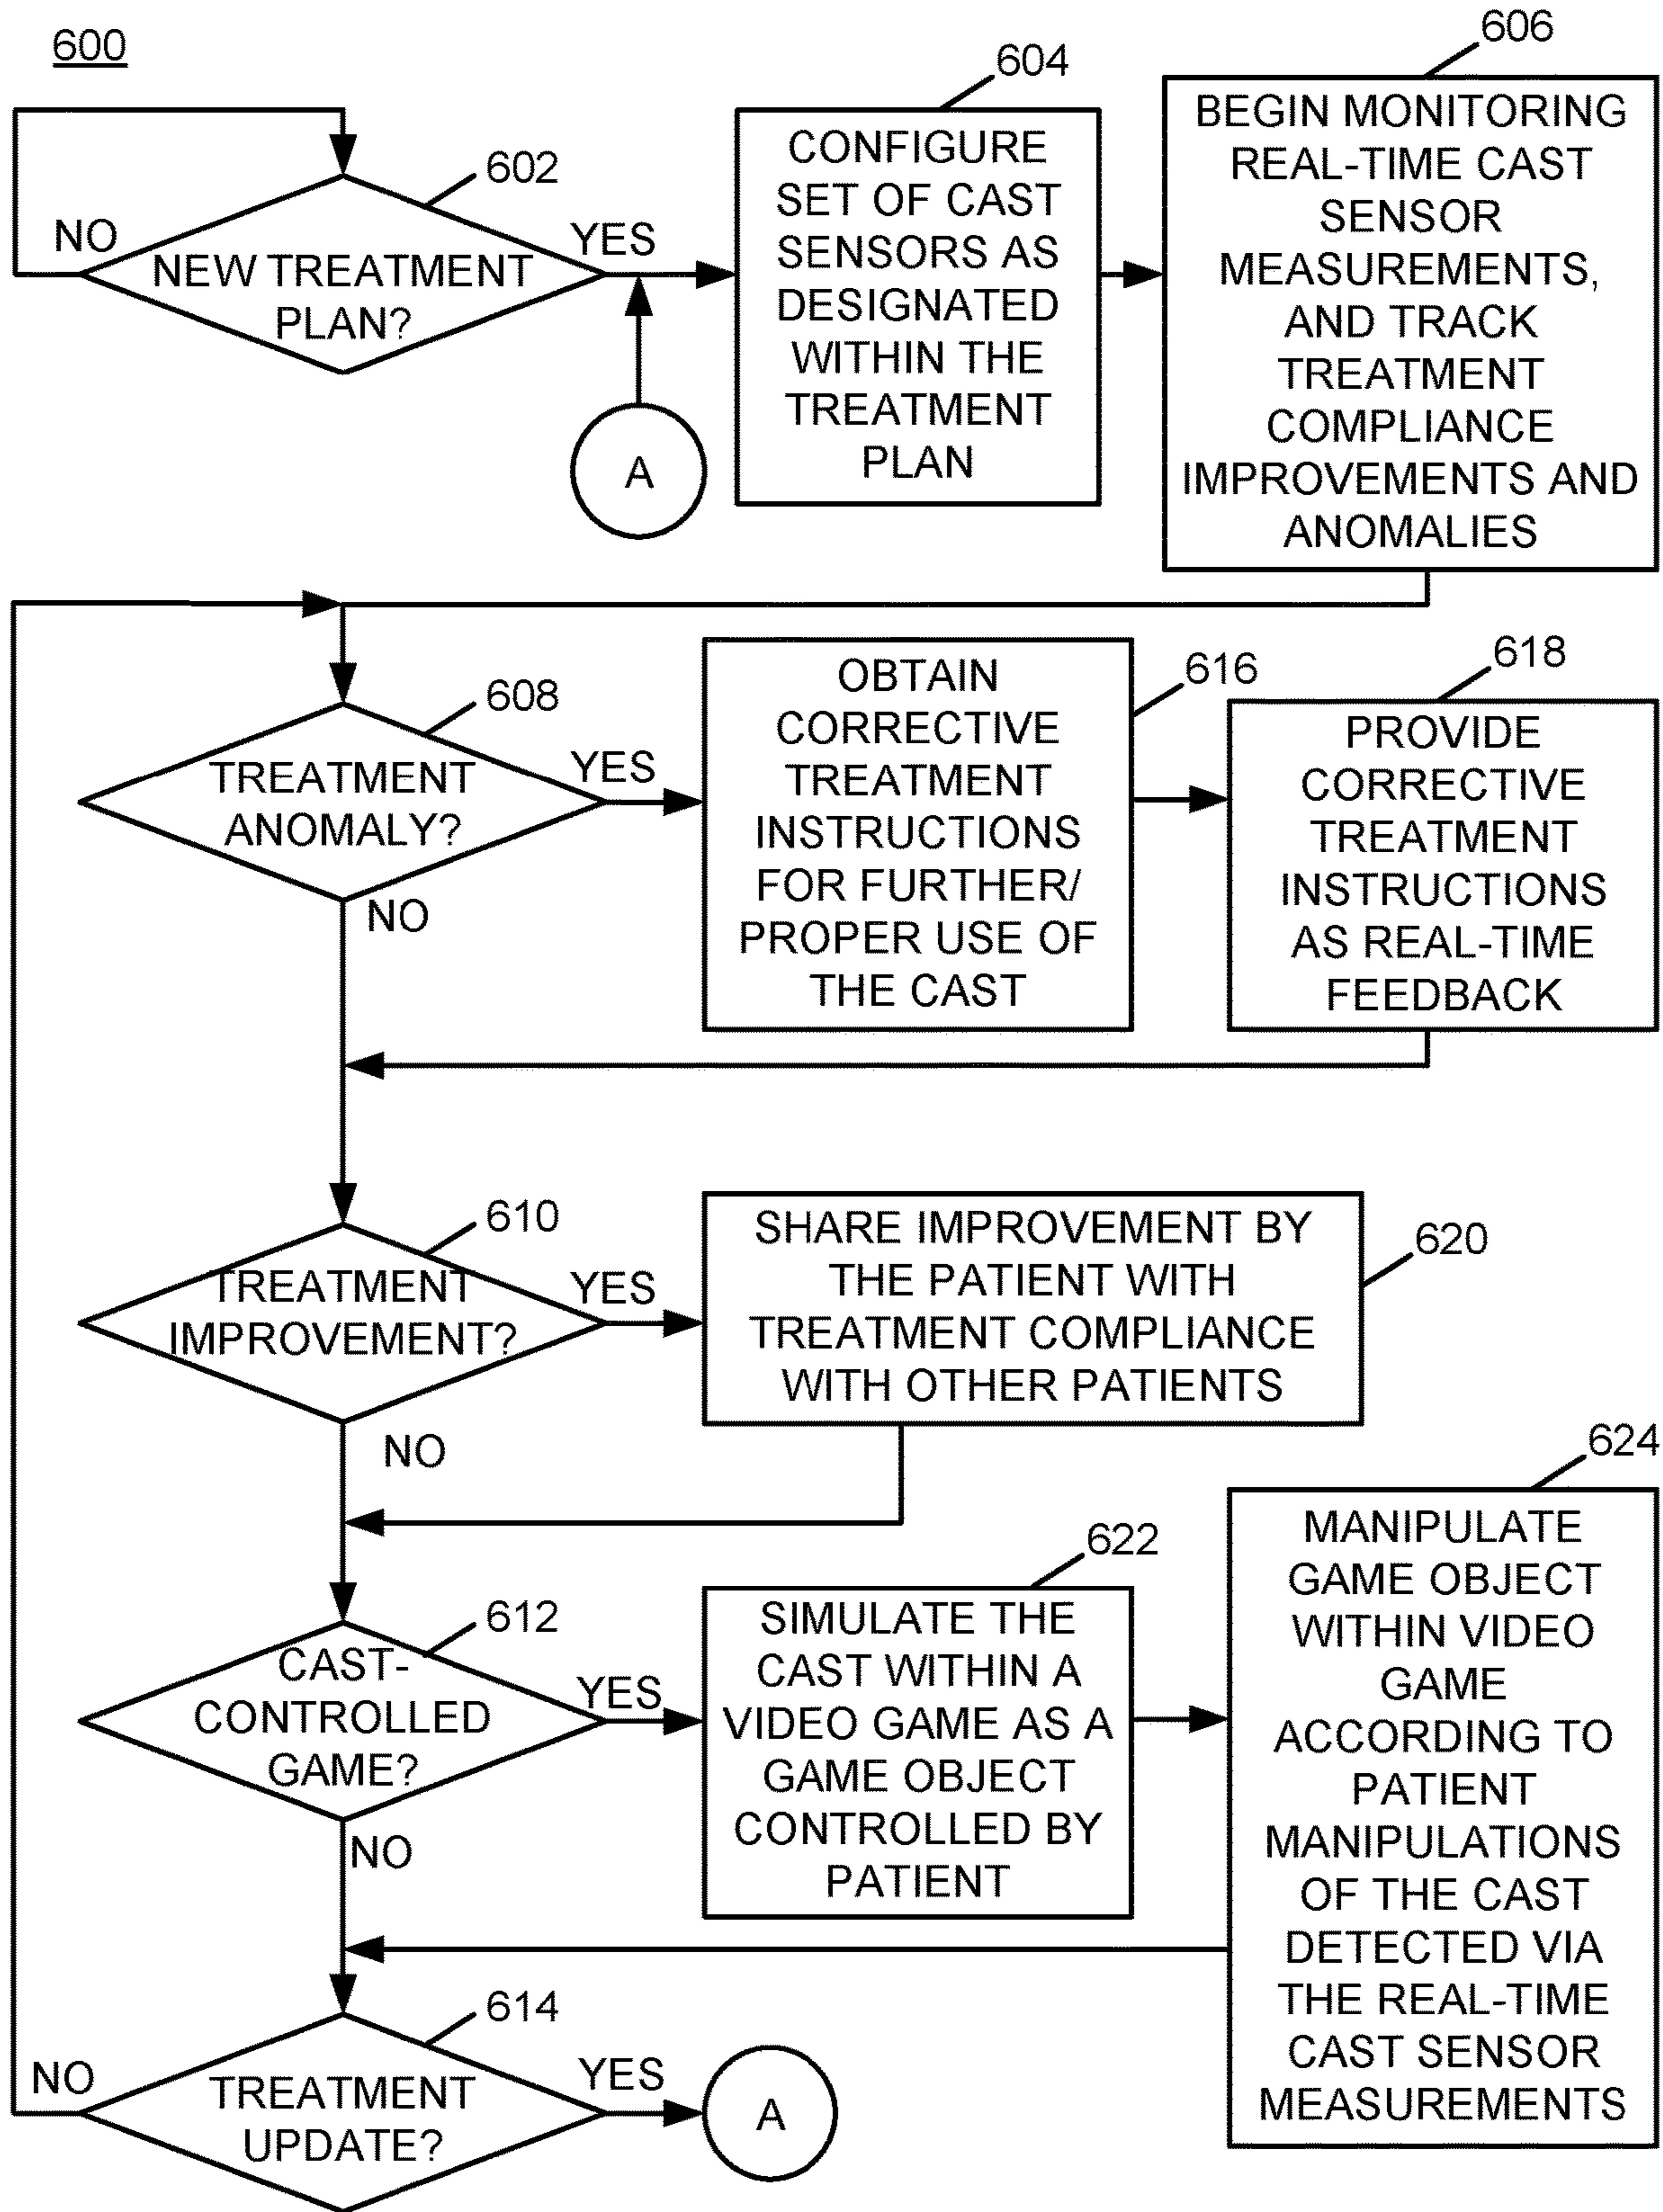 600
602
NO
YES
NEW TREATMENT
PLAN?
A
604
CONFIGURE
SET OF CAST
SENSORS AS
DESIGNATED
WITHIN THE
TREATMENT
PLAN
606
BEGIN MONITORING
REAL-TIME CAST
SENSOR
MEASUREMENTS,
AND TRACK
TREATMENT
COMPLIANCE
IMPROVEMENTS AND
ANOMALIES
608
TREATMENT
ANOMALY?
YES
NO
616
OBTAIN
CORRECTIVE
TREATMENT
INSTRUCTIONS
FOR FURTHER/
PROPER USE OF
THE CAST
618
PROVIDE
CORRECTIVE
TREATMENT
INSTRUCTIONS
AS REAL-TIME
FEEDBACK
610
TREATMENT
IMPROVEMENT?
YES
NO
620
SHARE IMPROVEMENT BY
THE PATIENT WITH
TREATMENT COMPLIANCE
WITH OTHER PATIENTS
612
CAST-
CONTROLLED
GAME?
YES
NO
622
SIMULATE THE
CAST WITHIN A
VIDEO GAME AS A
GAME OBJECT
CONTROLLED BY
PATIENT
624
MANIPULATE
GAME OBJECT
WITHIN VIDEO
GAME
ACCORDING TO
PATIENT
MANIPULATIONS
OF THE CAST
DETECTED VIA
THE REAL-TIME
CAST SENSOR
MEASUREMENTS
614
NO
TREATMENT
UPDATE?
YES
A